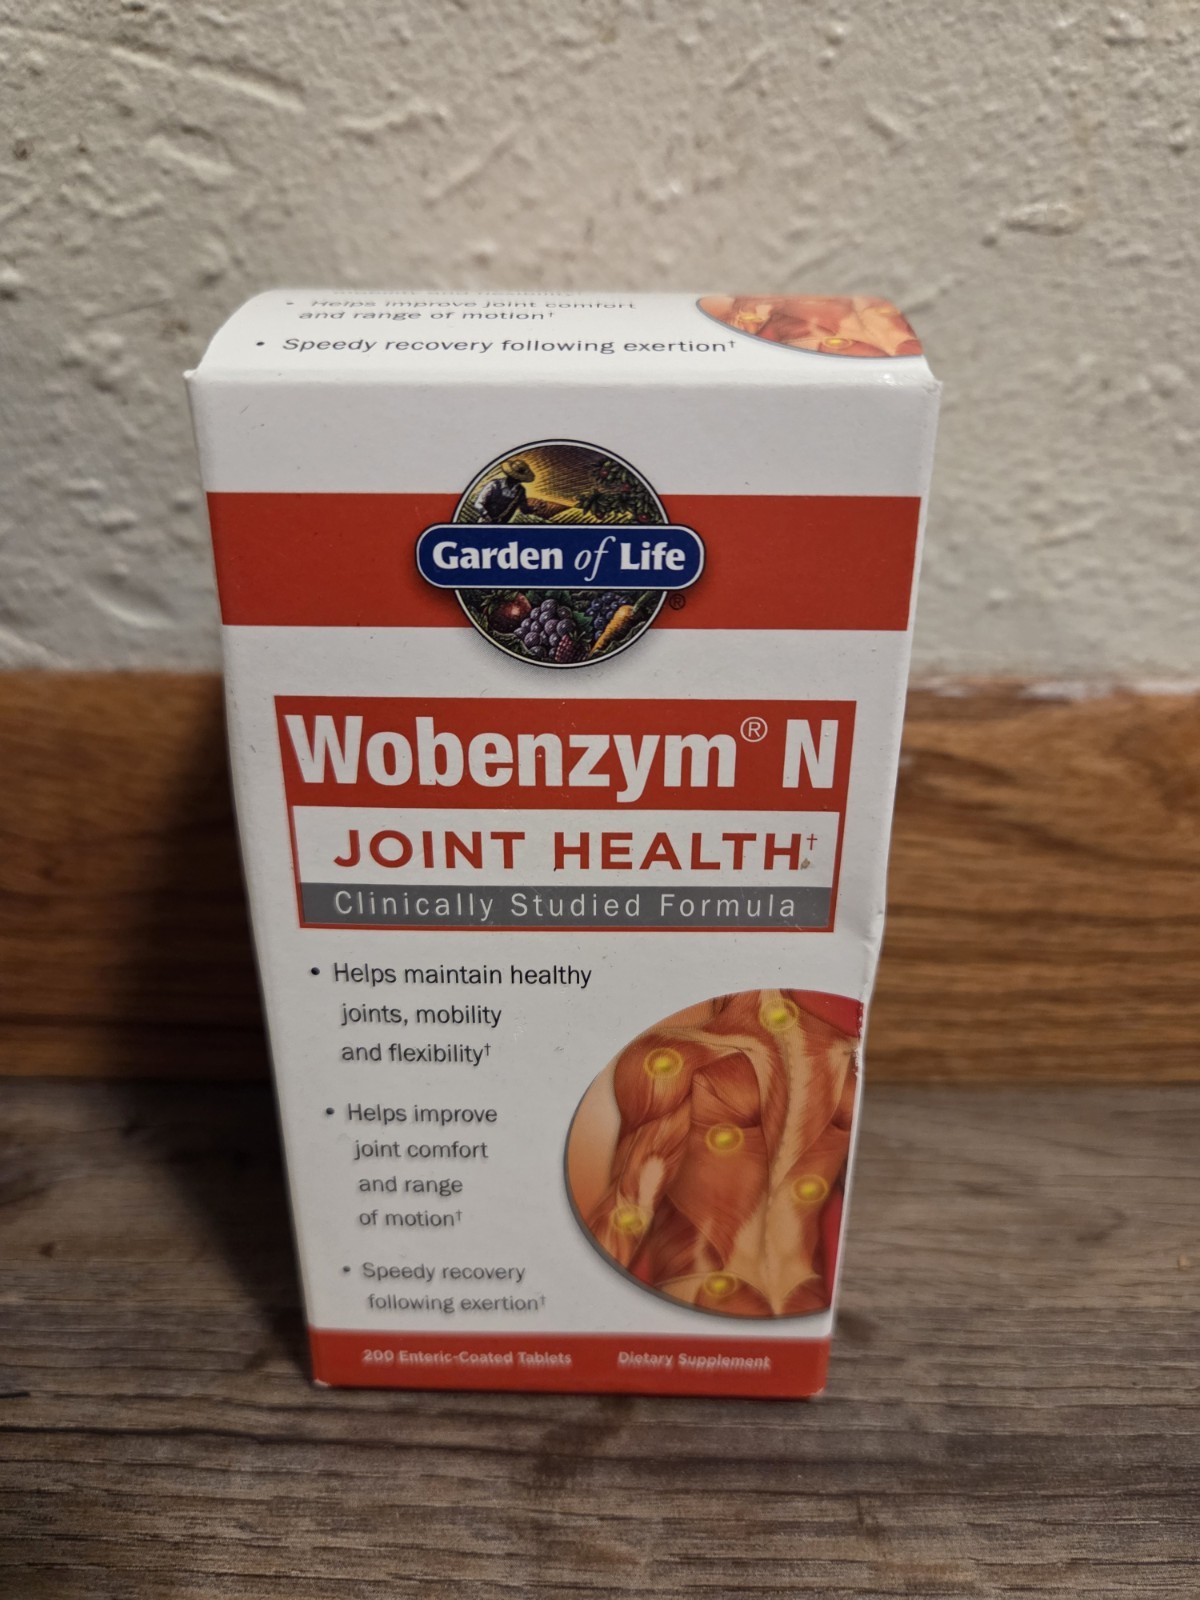 • Helps improve joint comfort
and range of motion†
• Speedy recovery following exertion†
Garden of Life
®
Wobenzym® N
JOINT HEALTH†
Clinically Studied Formula
• Helps maintain healthy
joints, mobility
and flexibility†
• Helps improve
joint comfort
and range
of motion†
• Speedy recovery
following exertion†
200 Enteric-Coated Tablets Dietary Supplement